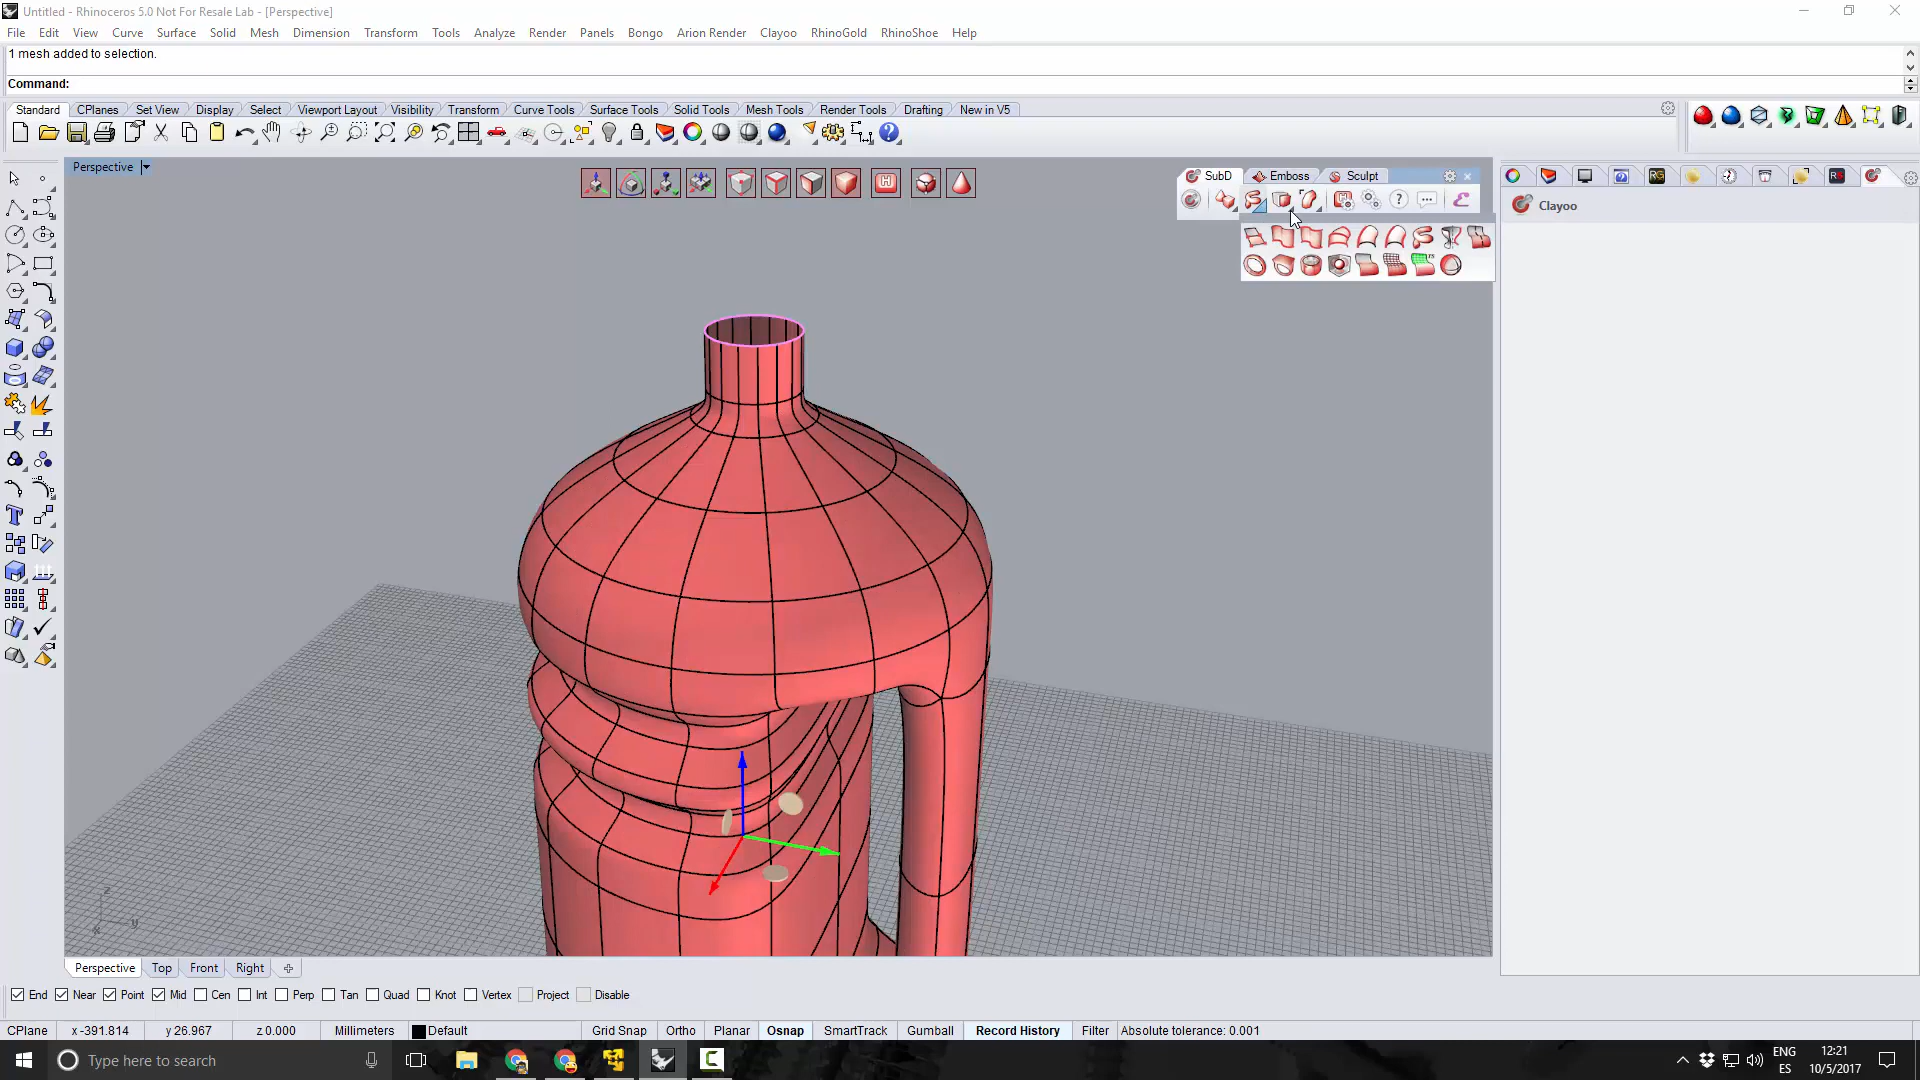 Untitled - Rhinoceros 5.0 Not For Resale Lab - [Perspective]
File Edit View Curve Surface Solid Mesh Dimension Transform Tools Analyze Render Panels Bongo Arion Render Clayoo RhinoGold RhinoShoe Help
1 mesh added to selection.
Command:
Standard CPlanes Set View Display Select Viewport Layout Visibility Transform Curve Tools Surface Tools Solid Tools Mesh Tools Render Tools Drafting New in V5
Perspective
SubD Emboss Sculpt
Clayoo
z
y
x
Perspective Top Front Right
End Near Point Mid Cen Int Perp Tan Quad Knot Vertex Project Disable
CPlane x -391.814 y 26.967 z 0.000 Millimeters Default Grid Snap Ortho Planar Osnap SmartTrack Gumball Record History Filter Absolute tolerance: 0.001
Type here to search
ENG
ES
12:21
10/5/2017